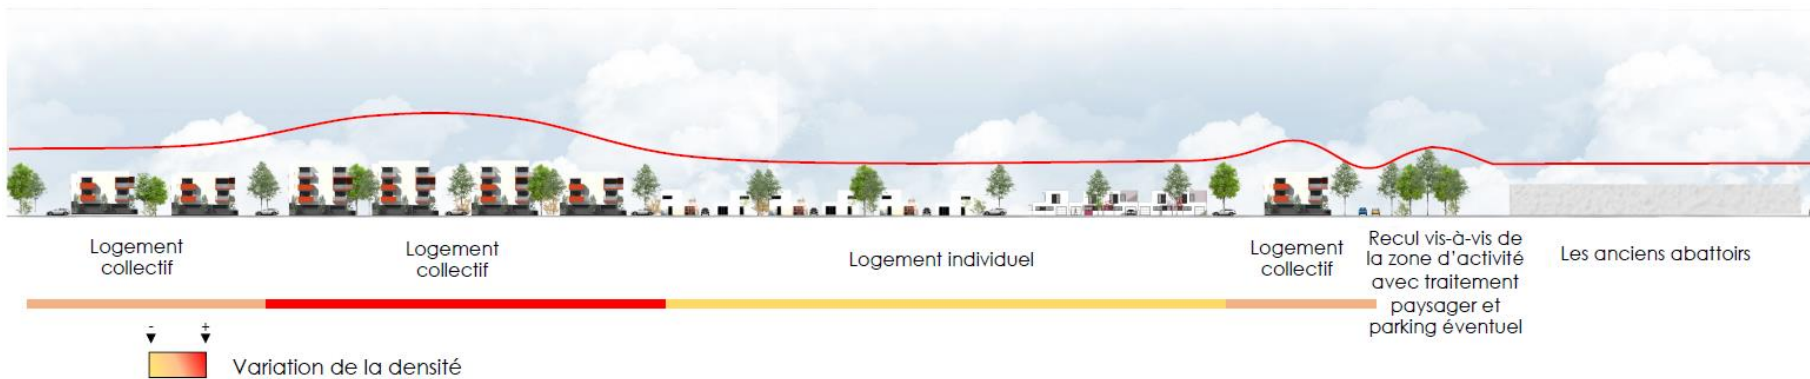 Logement
collectif
Logement
collectif
Logement individuel
Logement
collectif
Recul vis-à-vis de
la zone d'activité
avec traitement
paysager et
parking éventuel
Les anciens abattoirs
- +
Variation de la densité